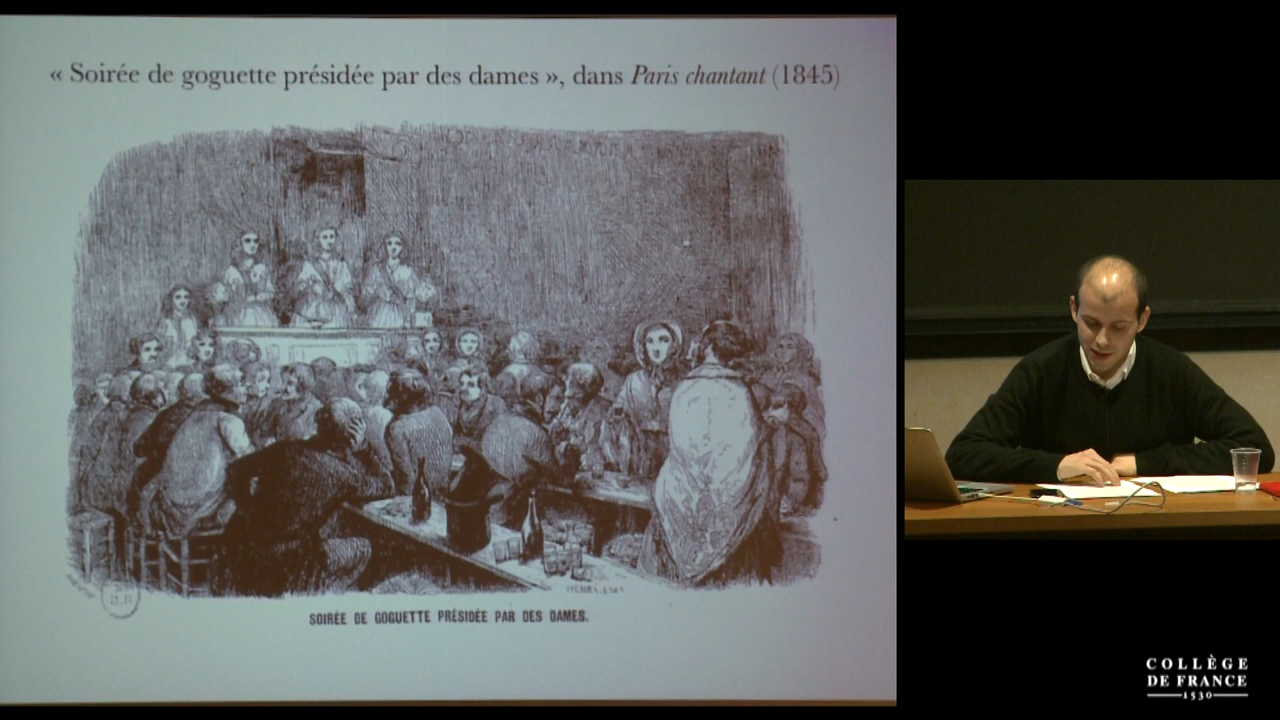 « Soirée de goguette présidée par des dames », dans Paris chantant (1845)
SOIRÉE DE GOGUETTE PRÉSIDÉE PAR DES DAMES.
COLLÈGE
DE FRANCE
1530